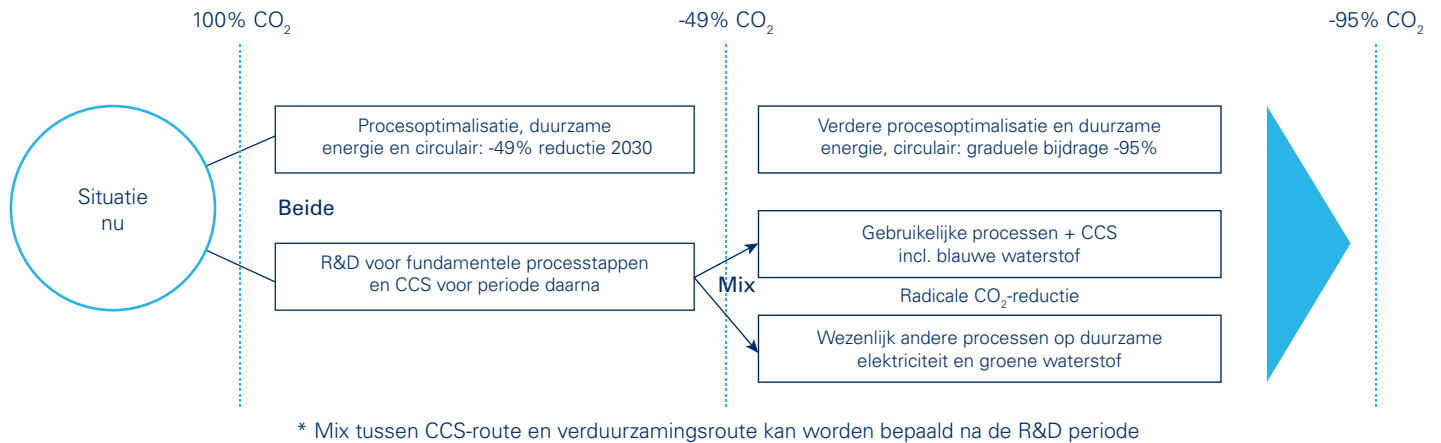 100% CO2
-49% CO2
-95% CO2
Situatie
nu
Procesoptimalisatie, duurzame
energie en circulair: -49% reductie 2030
Beide
R&D voor fundamentele processtappen
en CCS voor periode daarna
Verdere procesoptimalisatie en duurzame
energie, circulair: graduele bijdrage -95%
Mix
Gebruikelijke processen + CCS
incl. blauwe waterstof
Radicale CO2-reductie
Wezenlijk andere processen op duurzame
elektriciteit en groene waterstof
* Mix tussen CCS-route en verduurzamingsroute kan worden bepaald na de R&D periode